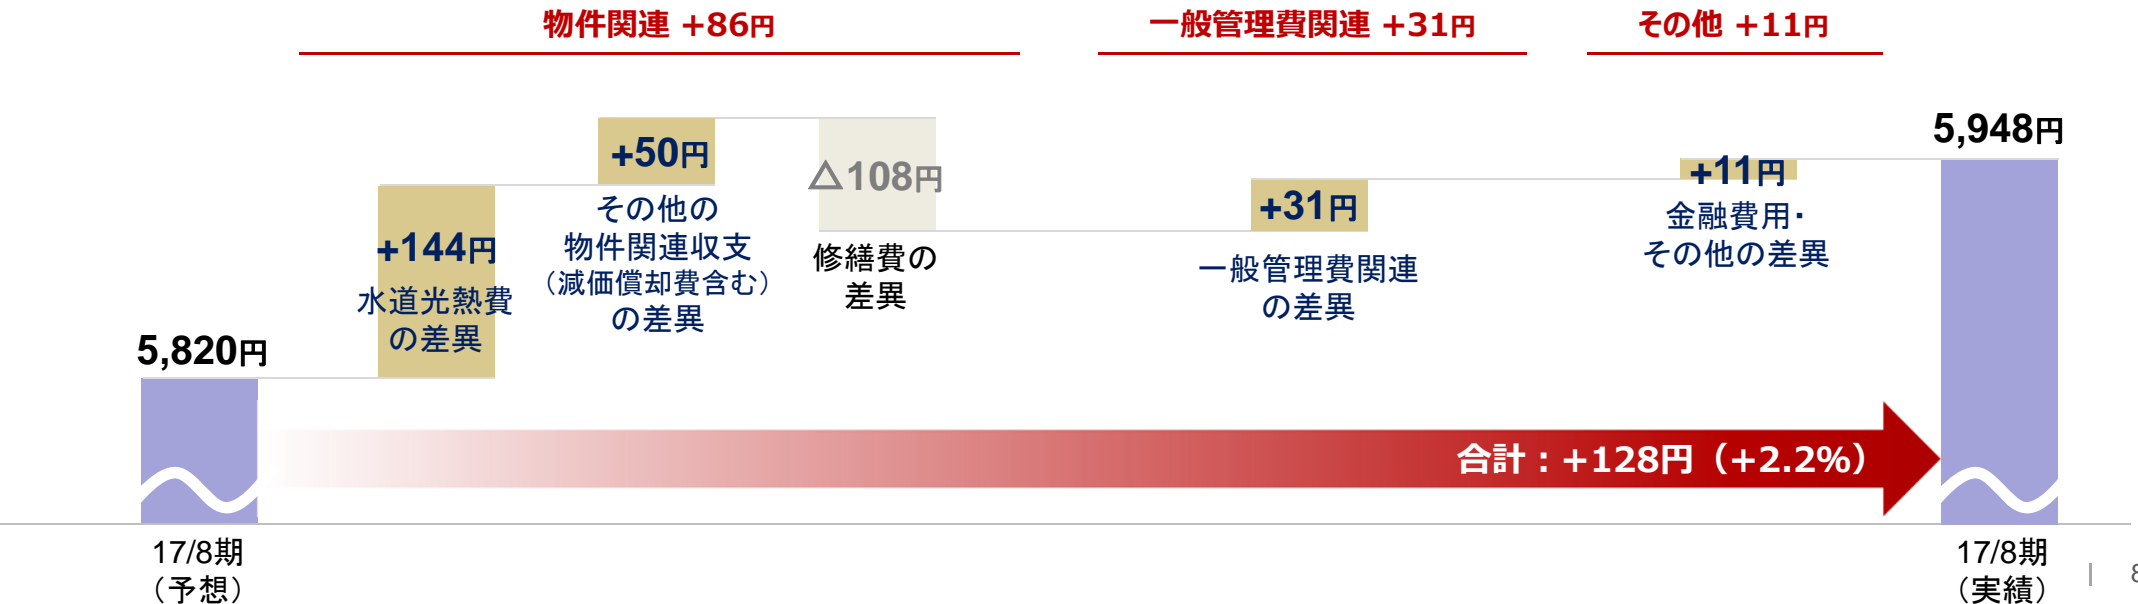 物件関連 +86円
一般管理費関連 +31円
その他 +11円
5,820円
+144円
水道光熱費
の差異
+50円
その他の
物件関連収支
（減価償却費含む）
の差異
△108円
修繕費の
差異
+31円
一般管理費関連
の差異
+11円
金融費用・
その他の差異
5,948円
合計：+128円（+2.2%）
17/8期
（予想）
17/8期
（実績）
| 8